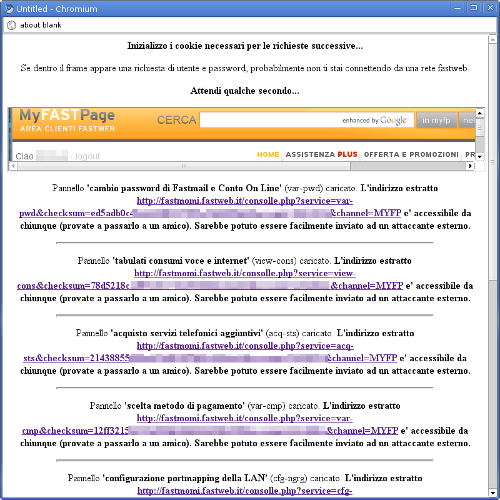 Untitled - Chromium
about blank
Inizializzo i cookie necessari per le richieste successive...
Se dentro il frame appare una richiesta di utente e password, probabilmente non ti stai connettendo da una rete fastweb.
Attendi qualche secondo...
MyFASTPage
AREA CLIENTI FASTWEB
CERCA enhanced by Google in myfp
Ciao - logout
HOME ASSISTENZA PLUS OFFERTA E PROMOZIONI PR
Pannello 'cambio password di Fastmail e Conto On Line' (var-pwd) caricato. L'indirizzo estratto
http://fastmomi.fastweb.it/consolle.php?service=var-
pwd&checksum=ed5adb0c &channel=MYFP e' accessibile da
chiunque (provate a passarlo a un amico). Sarebbe potuto essere facilmente inviato ad un attaccante esterno.
Pannello 'tabulati consumi voce e internet' (view-cons) caricato. L'indirizzo estratto
http://fastmomi.fastweb.it/consolle.php?service=view-
cons&checksum=78d5218c &channel=MYFP e' accessibile da
chiunque (provate a passarlo a un amico). Sarebbe potuto essere facilmente inviato ad un attaccante esterno.
Pannello 'acquisto servizi telefonici aggiuntivi' (acq-sts) caricato. L'indirizzo estratto
http://fastmomi.fastweb.it/consolle.php?service=acq-
sts&checksum=21438855 &channel=MYFP e' accessibile da
chiunque (provate a passarlo a un amico). Sarebbe potuto essere facilmente inviato ad un attaccante esterno.
Pannello 'scelta metodo di pagamento' (var-cmp) caricato. L'indirizzo estratto
http://fastmomi.fastweb.it/consolle.php?service=var-
cmp&checksum=12ff3215 &channel=MYFP e' accessibile da
chiunque (provate a passarlo a un amico). Sarebbe potuto essere facilmente inviato ad un attaccante esterno.
Pannello 'configurazione portmapping della LAN' (cfg-ngrg) caricato. L'indirizzo estratto
http://fastmomi.fastweb.it/consolle.php?service=cfg-